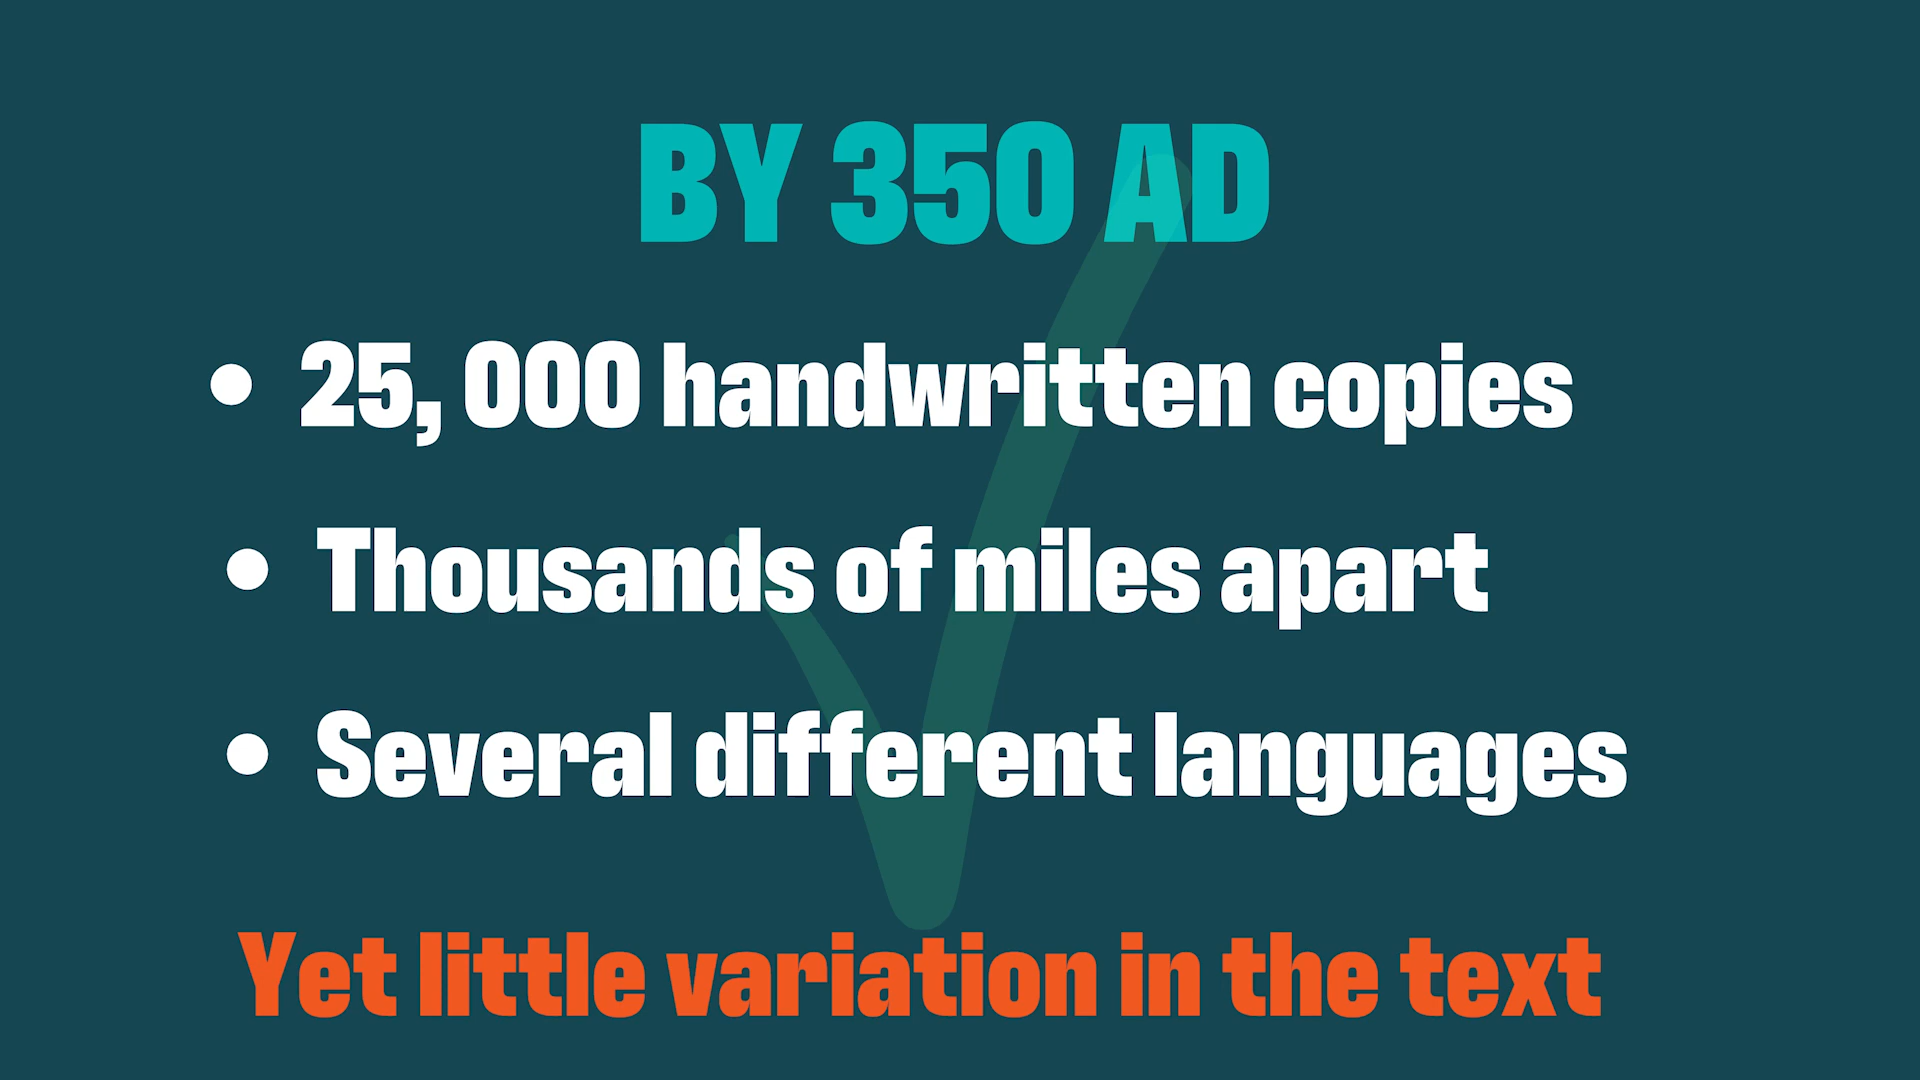 BY 350 AD
• 25, 000 handwritten copies
• Thousands of miles apart
• Several different languages
Yet little variation in the text